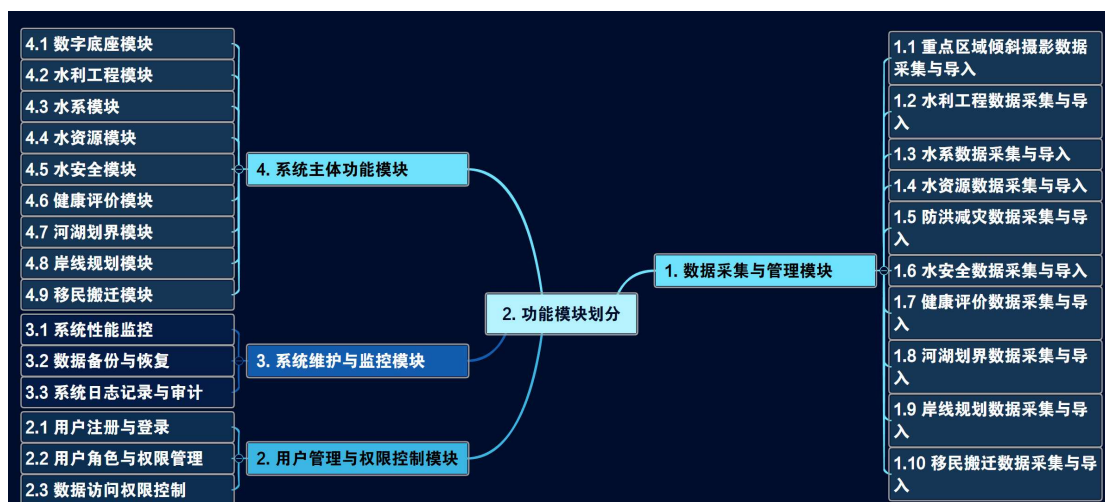 2. 功能模块划分
1. 数据采集与管理模块
1.1 重点区域倾斜摄影数据
采集与导入
1.2 水利工程数据采集与导
入
1.3 水系数据采集与导入
1.4 水资源数据采集与导入
1.5 防洪减灾数据采集与导
入
1.6 水安全数据采集与导入
1.7 健康评价数据采集与导
入
1.8 河湖划界数据采集与导
入
1.9 岸线规划数据采集与导
入
1.10 移民搬迁数据采集与导
入
2. 用户管理与权限控制模块
2.1 用户注册与登录
2.2 用户角色与权限管理
2.3 数据访问权限控制
3. 系统维护与监控模块
3.1 系统性能监控
3.2 数据备份与恢复
3.3 系统日志记录与审计
4. 系统主体功能模块
4.1 数字底座模块
4.2 水利工程模块
4.3 水系模块
4.4 水资源模块
4.5 水安全模块
4.6 健康评价模块
4.7 河湖划界模块
4.8 岸线规划模块
4.9 移民搬迁模块